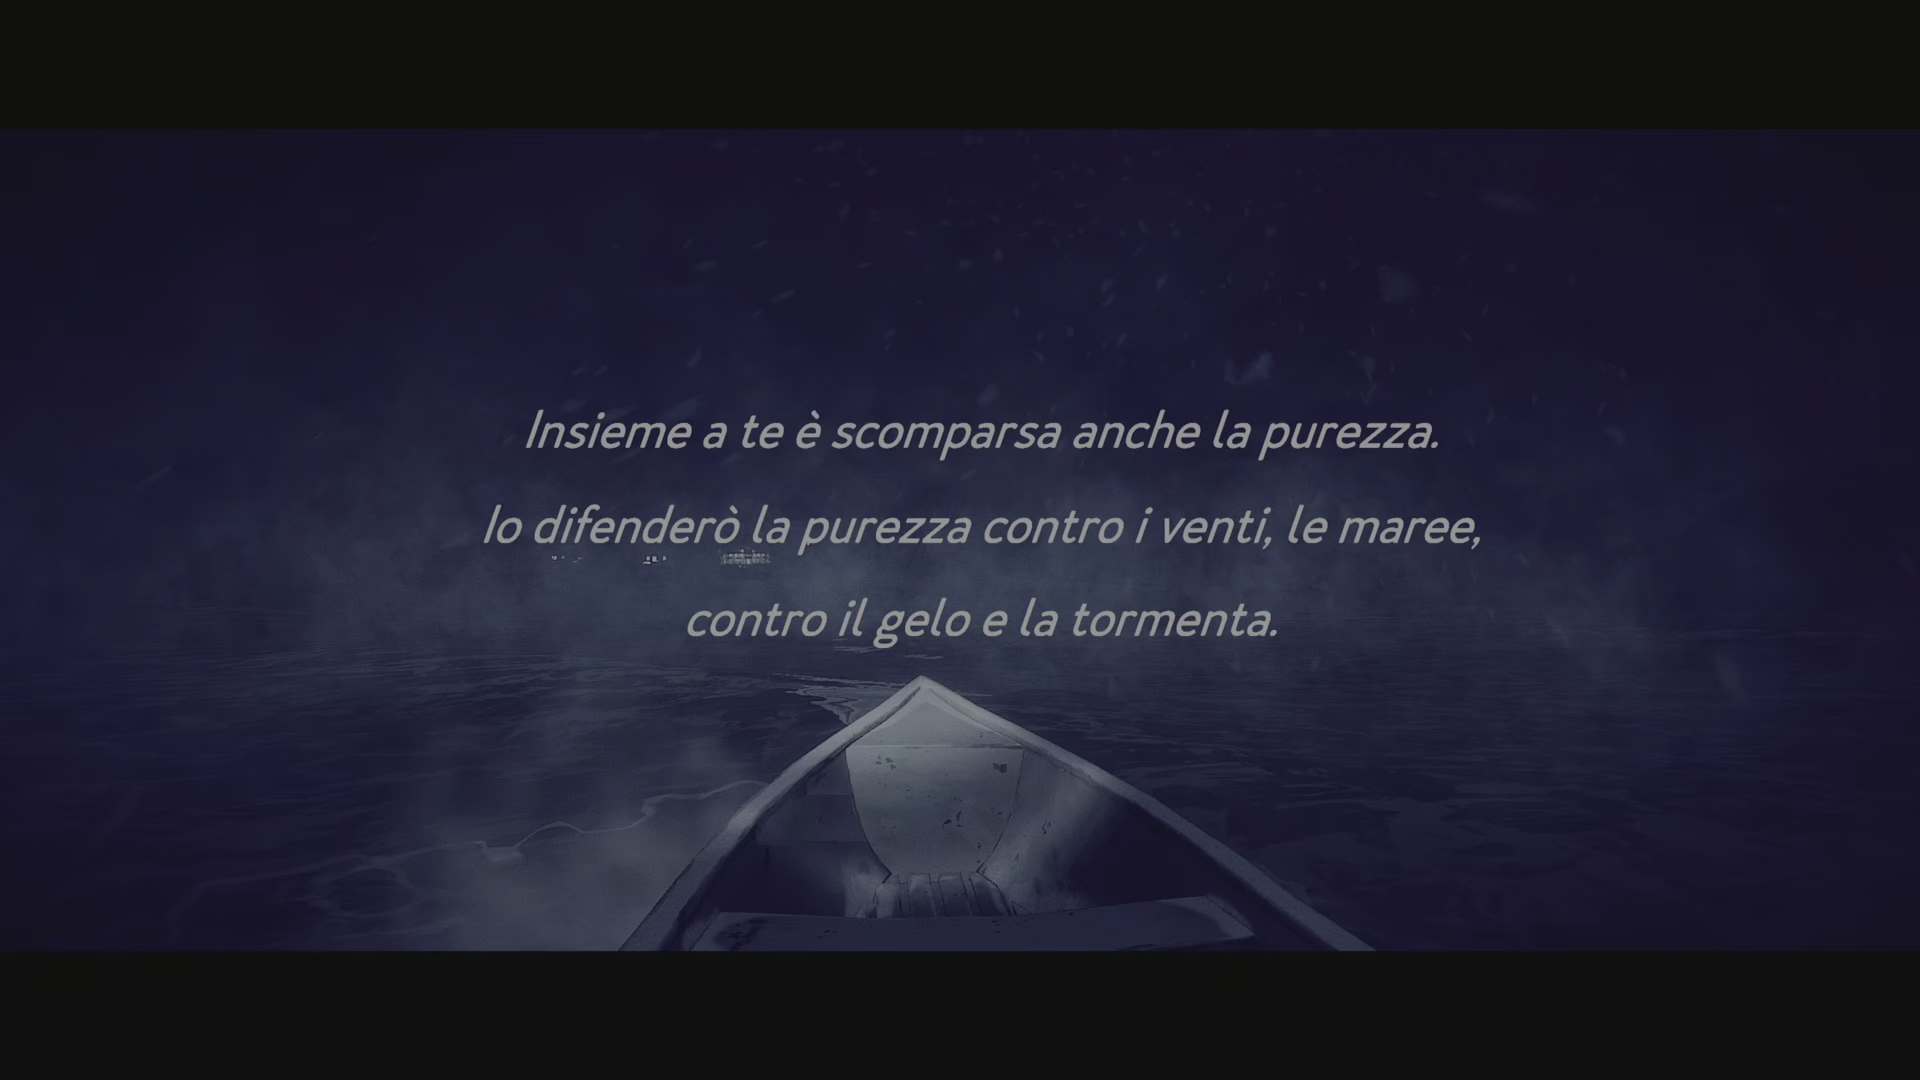 Insieme a te è scomparsa anche la purezza.
Io difenderò la purezza contro i venti, le maree,
contro il gelo e la tormenta.